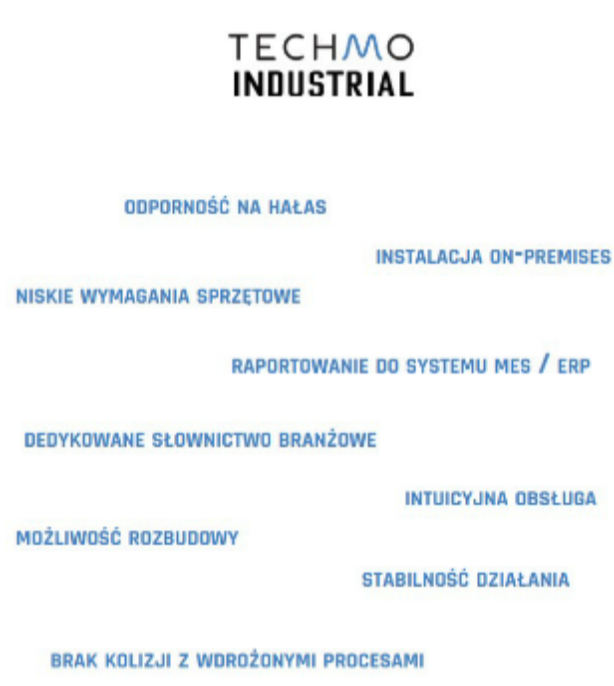 TECHMO
INDUSTRIAL
ODPORNOŚĆ NA HAŁAS
INSTALACJA ON-PREMISES
NISKIE WYMAGANIA SPRZĘTOWE
RAPORTOWANIE DO SYSTEMU MES / ERP
DEDYKOWANE SŁOWNICTWO BRANŻOWE
INTUICYJNA OBSŁUGA
MOŻLIWOŚĆ ROZBUDOWY
STABILNOŚĆ DZIAŁANIA
BRAK KOLIZJI Z WDROŻONYMI PROCESAMI